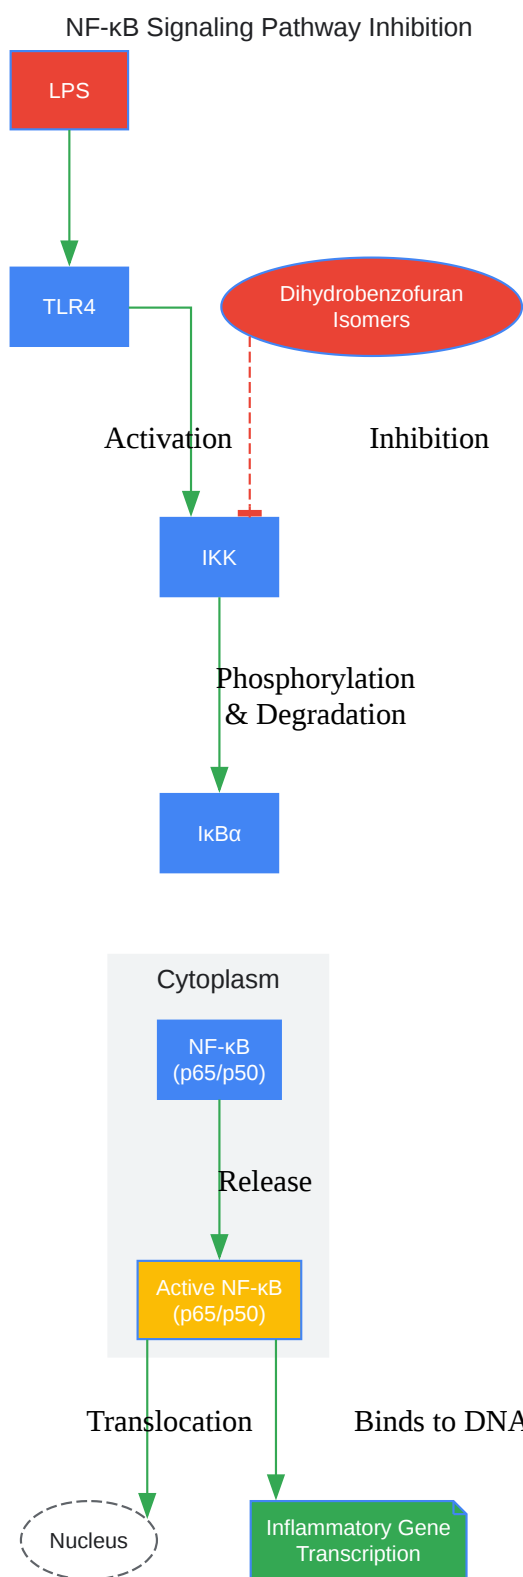 NF-κB Signaling Pathway Inhibition
LPS
TLR4
Dihydrobenzofuran
Isomers
Activation
Inhibition
IKK
Phosphorylation
& Degradation
IκBα
Cytoplasm
NF-κB
(p65/p50)
Release
Active NF-κB
(p65/p50)
Translocation
Binds to DNA
Nucleus
Inflammatory Gene
Transcription